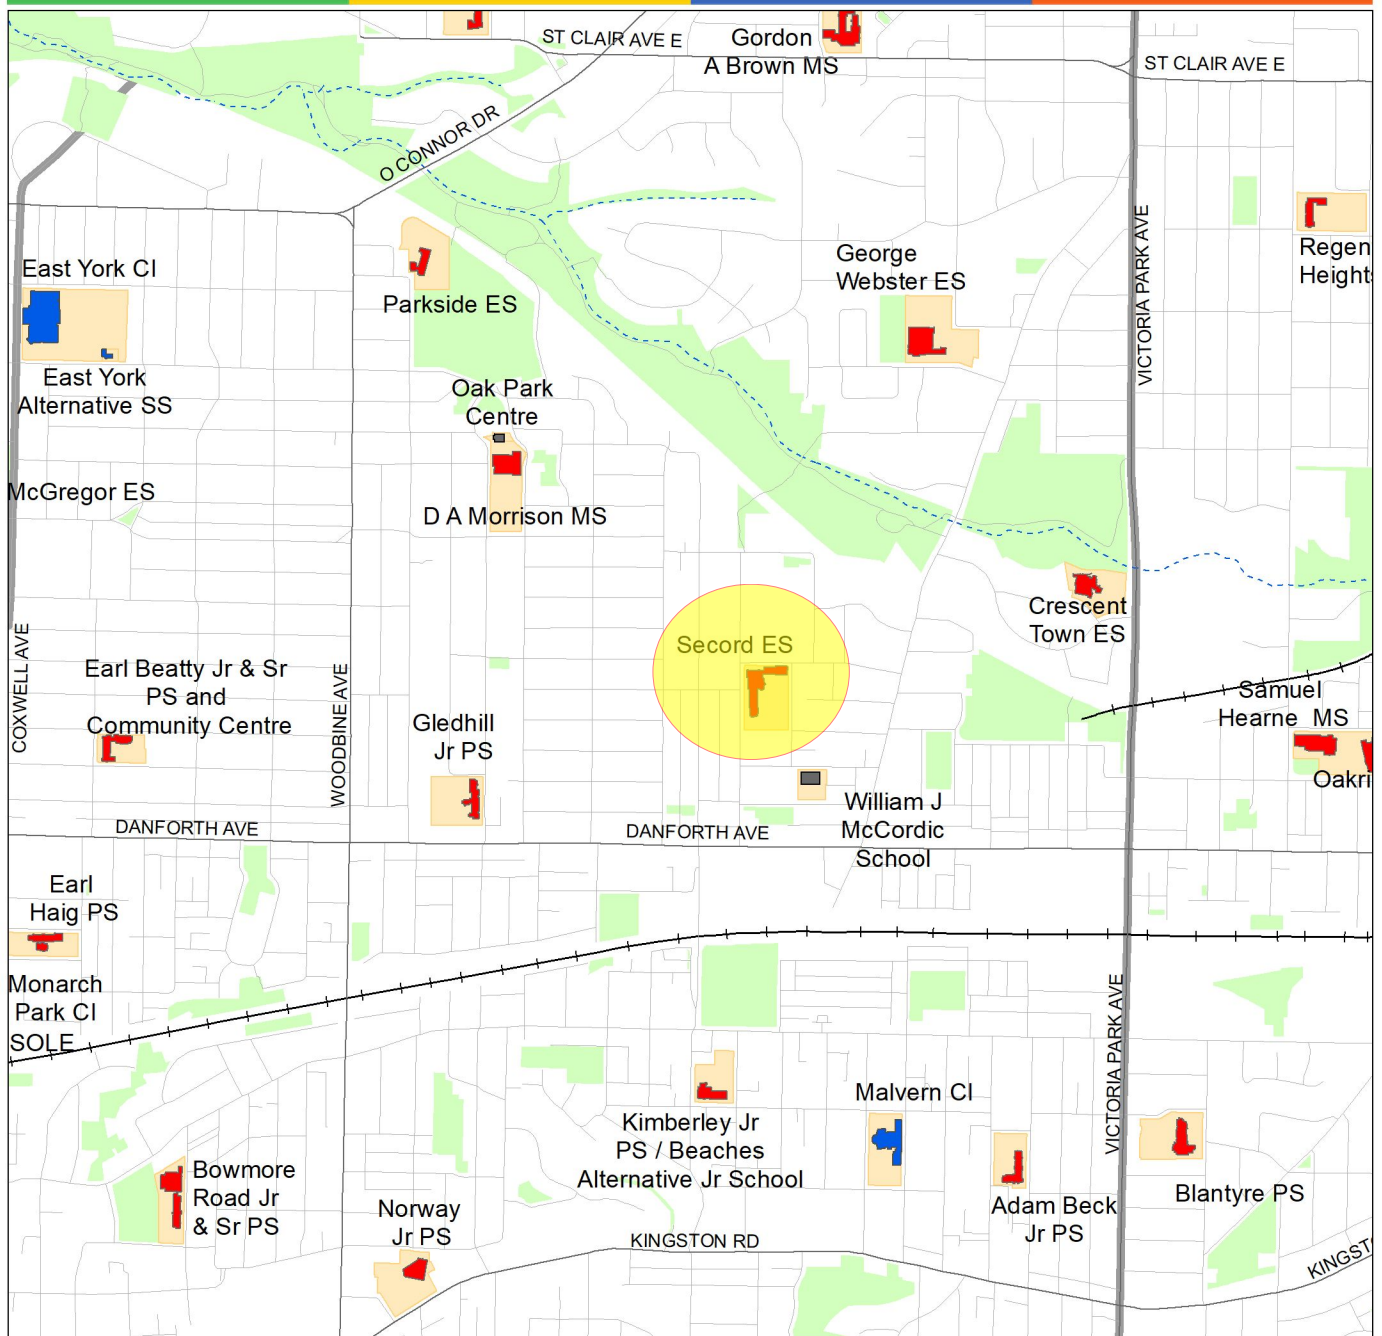 ST CLAIR AVE E
Gordon
A Brown MS
ST CLAIR AVE E
O CONNOR DR
VICTORIA PARK AVE
East York CI
Parkside ES
George
Webster ES
Regen
Heights
East York
Alternative SS
Oak Park
Centre
McGregor ES
D A Morrison MS
Crescent
Town ES
COXWELL AVE
Secord ES
Earl Beatty Jr & Sr
PS and
Community Centre
WOODBINE AVE
Gledhill
Jr PS
Samuel
Hearne MS
Oakri
William J
McCordic
School
DANFORTH AVE
DANFORTH AVE
Earl
Haig PS
Monarch
Park CI
SOLE
VICTORIA PARK AVE
Kimberley Jr
PS / Beaches
Alternative Jr School
Malvern CI
Bowmore
Road Jr
& Sr PS
Norway
Jr PS
Adam Beck
Jr PS
Blantyre PS
KINGSTON RD
KINGST